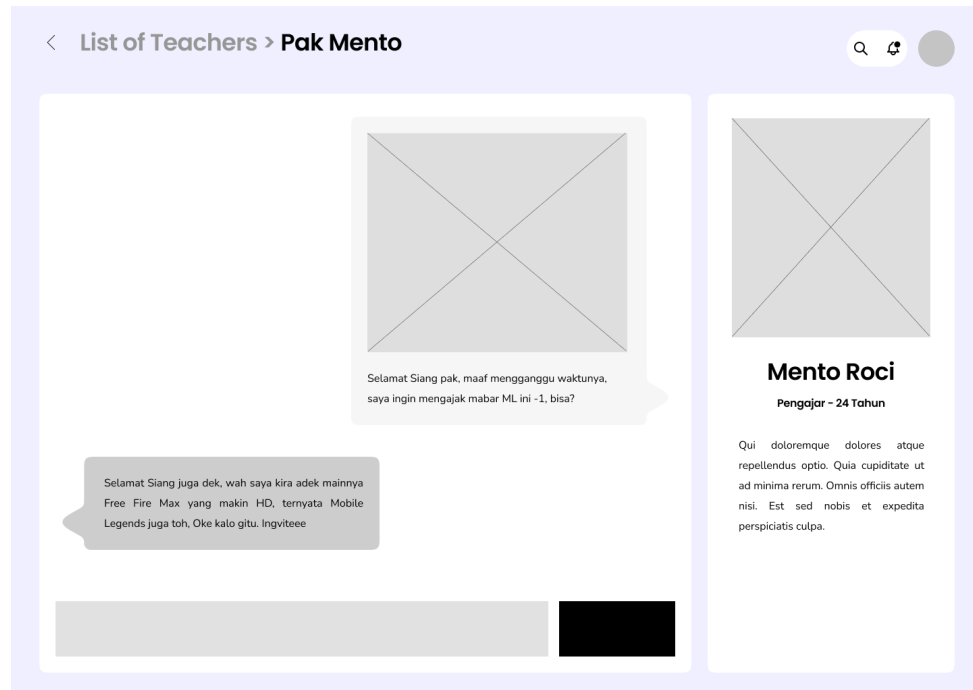 List of Teachers > Pak Mento
Selamat Siang pak, maaf mengganggu waktunya,
saya ingin mengajak mabar ML ini -1, bisa?
Selamat Siang juga dek, wah saya kira adek mainnya
Free Fire Max yang makin HD, ternyata Mobile
Legends juga toh, Oke kalo gitu. Ingviteee
Mento Roci
Pengajar - 24 Tahun
Qui doloremque dolores atque
repellendus optio. Quia cupiditate ut
ad minima rerum. Omnis officiis autem
nisi. Est sed nobis et expedita
perspiciatis culpa.